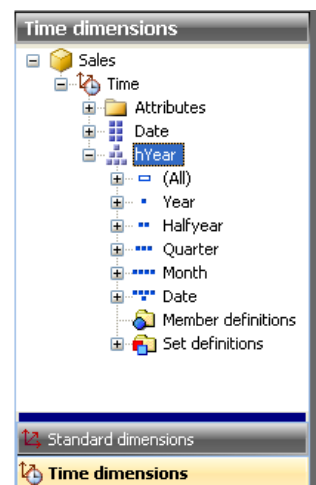 Time dimensions
Sales
Time
Attributes
Date
hYear
(All)
Year
Halfyear
Quarter
Month
Date
Member definitions
Set definitions
Standard dimensions
Time dimensions